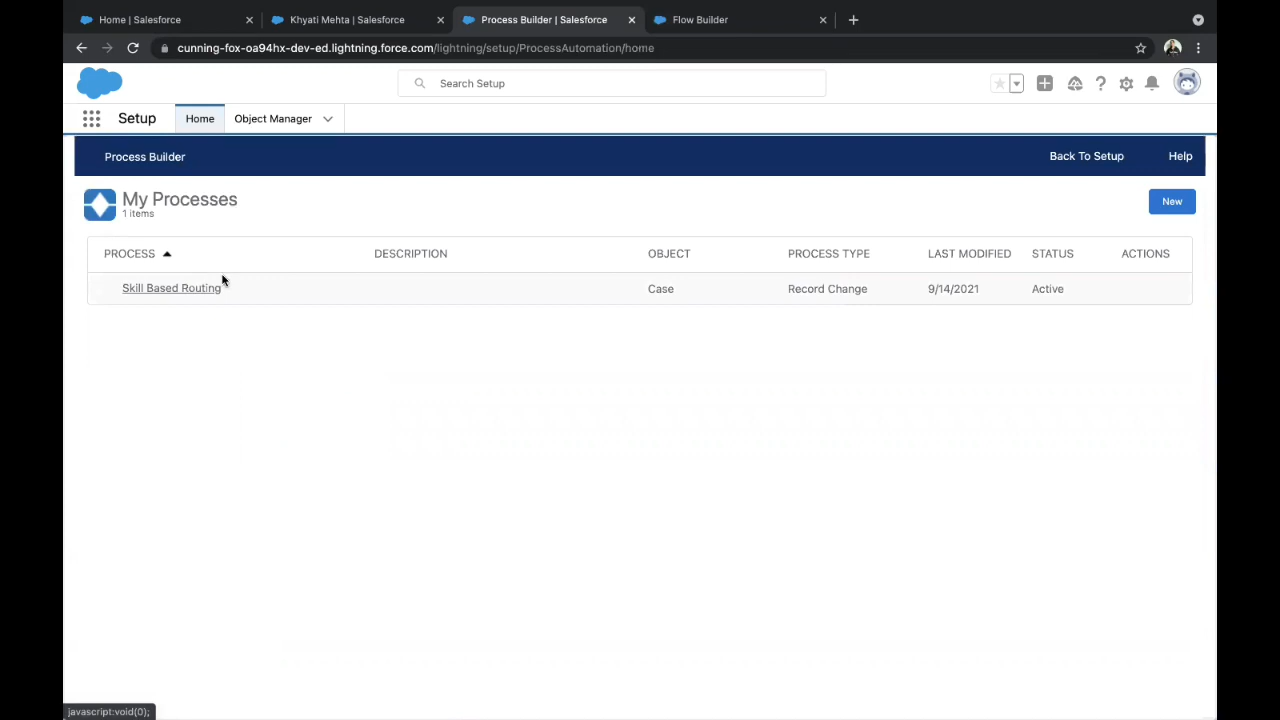 Home | Salesforce
Khyati Mehta | Salesforce
Process Builder | Salesforce
Flow Builder
cunning-fox-oa94hx-dev-ed.lightning.force.com/lightning/setup/ProcessAutomation/home
Search Setup
Setup
Home
Object Manager
Process Builder
Back To Setup
Help
My Processes
1 items
New
PROCESS DESCRIPTION OBJECT PROCESS TYPE LAST MODIFIED STATUS ACTIONS
Skill Based Routing Case Record Change 9/14/2021 Active
javascript:void(0);